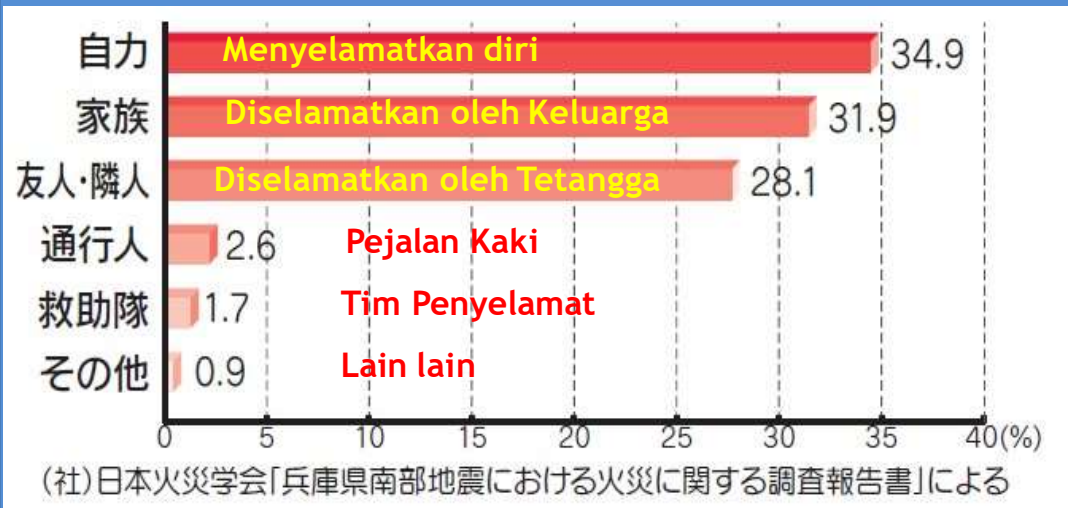 自力 Menyelamatkan diri 34.9
家族 Diselamatkan oleh Keluarga 31.9
友人・隣人 Diselamatkan oleh Tetangga 28.1
通行人 2.6 Pejalan Kaki
救助隊 1.7 Tim Penyelamat
その他 0.9 Lain lain
0 5 10 15 20 25 30 35 40(%)
(社)日本火災学会「兵庫県南部地震における火災に関する調査報告書」による